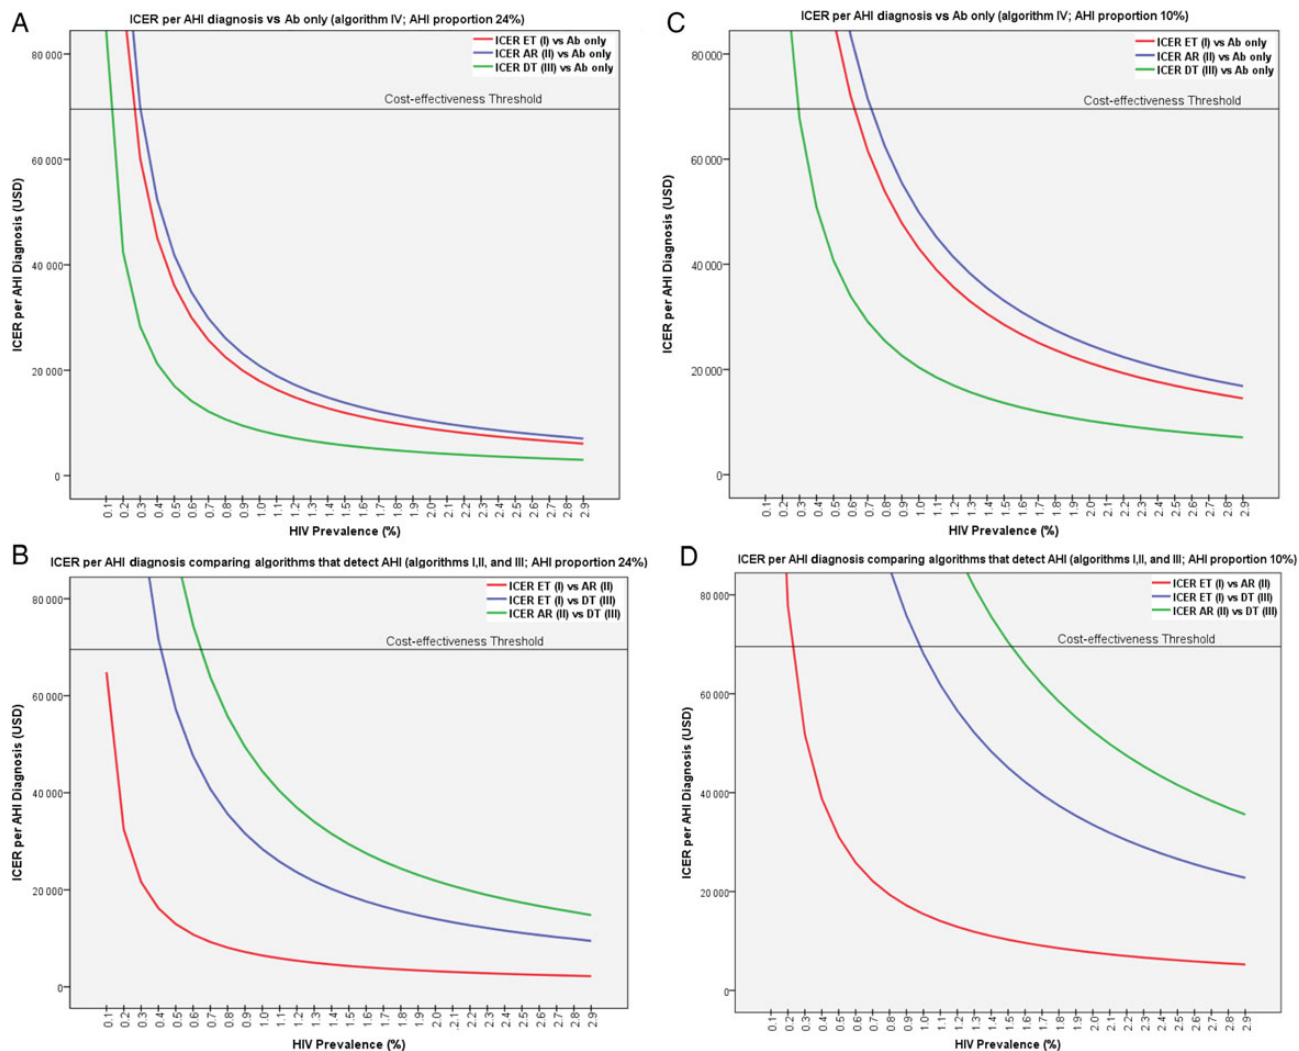 A
ICER per AHI diagnosis vs Ab only (algorithm IV; AHI proportion 24%)
ICER ET (I) vs Ab only
ICER AR (II) vs Ab only
ICER DT (III) vs Ab only
Cost-effectiveness Threshold
80 000
60 000
40 000
20 000
0
ICER per AHI Diagnosis (USD)
0.1 0.2 0.3 0.4 0.5 0.6 0.7 0.8 0.9 1.0 1.1 1.2 1.3 1.4 1.5 1.6 1.7 1.8 1.9 2.0 2.1 2.2 2.3 2.4 2.5 2.6 2.7 2.8 2.9
HIV Prevalence (%)
B
ICER per AHI diagnosis comparing algorithms that detect AHI (algorithms I,II, and III; AHI proportion 24%)
ICER ET (I) vs AR (II)
ICER ET (I) vs DT (III)
ICER AR (II) vs DT (III)
Cost-effectiveness Threshold
80 000
60 000
40 000
20 000
0
ICER per AHI Diagnosis (USD)
0.1 0.2 0.3 0.4 0.5 0.6 0.7 0.8 0.9 1.0 1.1 1.2 1.3 1.4 1.5 1.6 1.7 1.8 1.9 2.0 .2.1 2.2 2.3 2.4 2.5 2.6 2.7 2.8 2.9
HIV Prevalence (%)
C
ICER per AHI diagnosis vs Ab only (algorithm IV; AHI proportion 10%)
ICER ET (I) vs Ab only
ICER AR (II) vs Ab only
ICER DT (III) vs Ab only
Cost-effectiveness Threshold
80 000
60 000
40 000
20 000
0
ICER per AHI Diagnosis (USD)
0.1 0.2 0.3 0.4 0.5 0.6 0.7 0.8 0.9 1.0 1.1 1.2 1.3 1.4 1.5 1.6 1.7 1.8 1.9 2.0 2.1 2.2 2.3 2.4 2.5 2.6 2.7 2.8 2.9
HIV Prevalence (%)
D
ICER per AHI diagnosis comparing algorithms that detect AHI (algorithms I,II, and III; AHI proportion 10%)
ICER ET (I) vs AR (II)
ICER ET (I) vs DT (III)
ICER AR (II) vs DT (III)
Cost-effectiveness Threshold
80 000
60 000
40 000
20 000
0
ICER per AHI Diagnosis (USD)
0.1 0.2 0.3 0.4 0.5 0.6 0.7 0.8 0.9 1.0 1.1 1.2 1.3 1.4 1.5 1.6 1.7 1.8 1.9 2.0 2.1 2.2 2.3 2.4 2.5 2.6 2.7 2.8 2.9
HIV Prevalence (%)